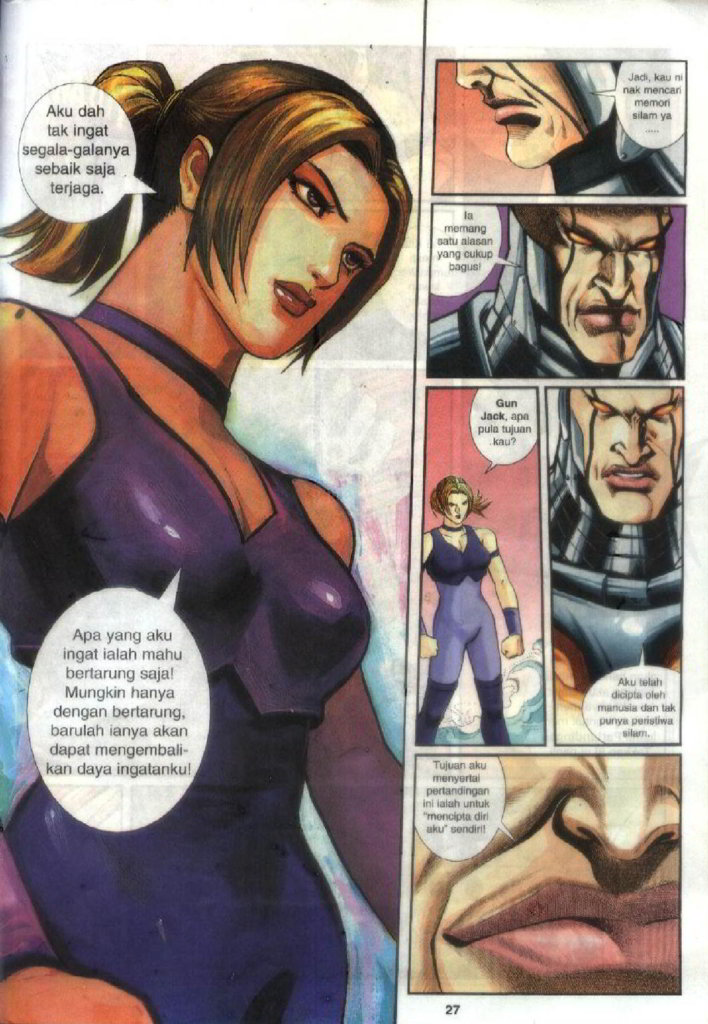 Aku dah
tak ingat
segala-galanya
sebaik saja
terjaga.
Apa yang aku
ingat ialah mahu
bertarung saja!
Mungkin hanya
dengan bertarung,
barulah ianya akan
dapat mengembali-
kan daya ingatanku!
Jadi, kau ni
nak mencari
memori
silam ya
.....
Ia
memang
satu alasan
yang cukup
bagus!
Gun
Jack, apa
pula tujuan
kau?
Aku telah
dicipta oleh
manusia dan tak
punya peristiwa
silam.
Tujuan aku
menyertai
pertandingan
ini ialah untuk
"mencipta diri
aku" sendiri!
27